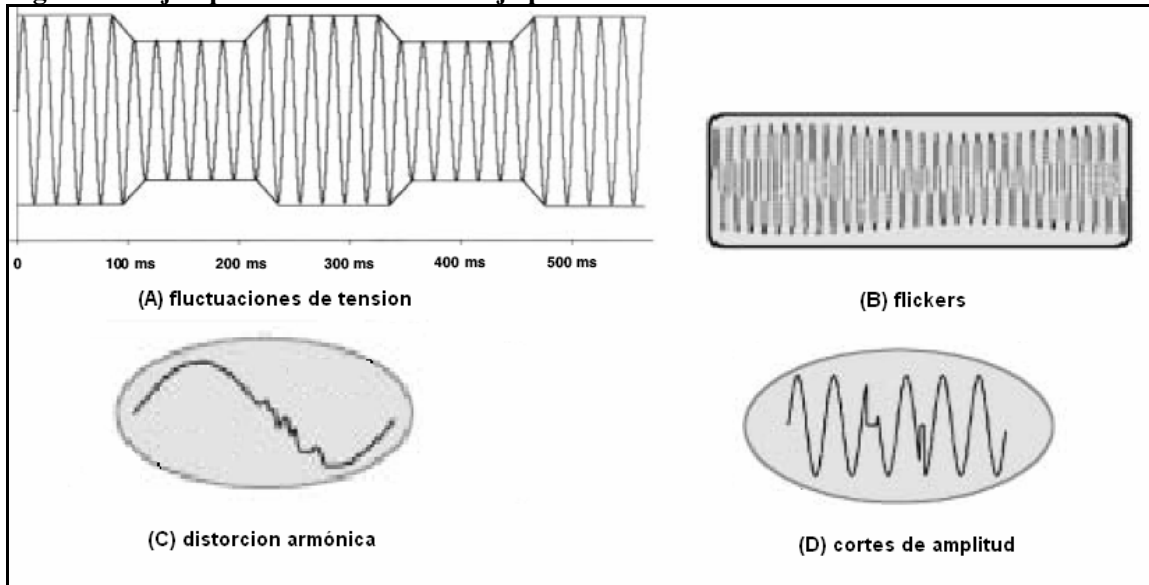 0 100 ms 200 ms 300 ms 400 ms 500 ms
(A) fluctuaciones de tension
(B) flickers
(C) distorcion armónica
(D) cortes de amplitud